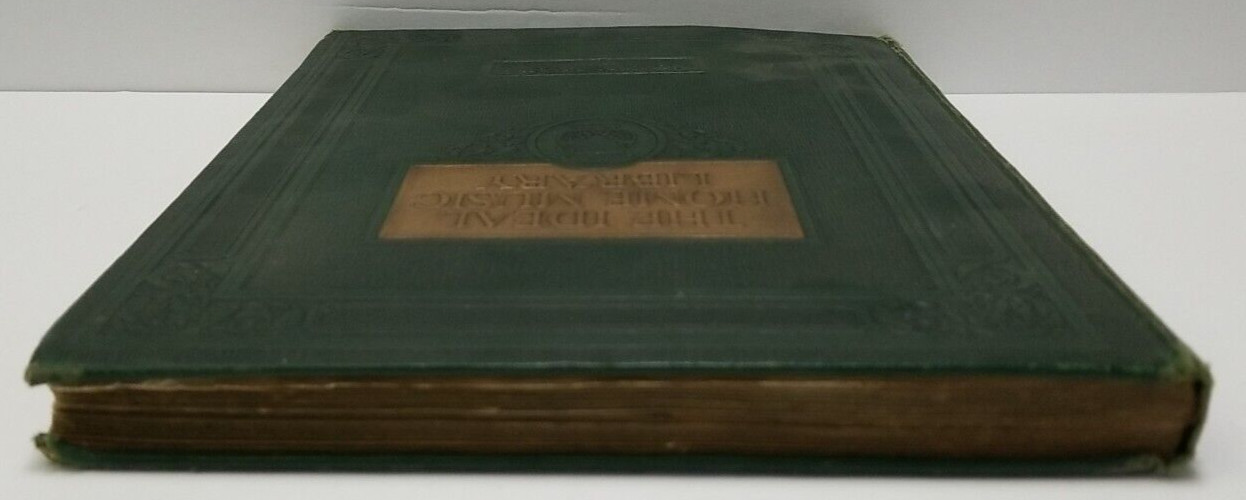 THE IDEAL
HOME MUSIC
LIBRARY